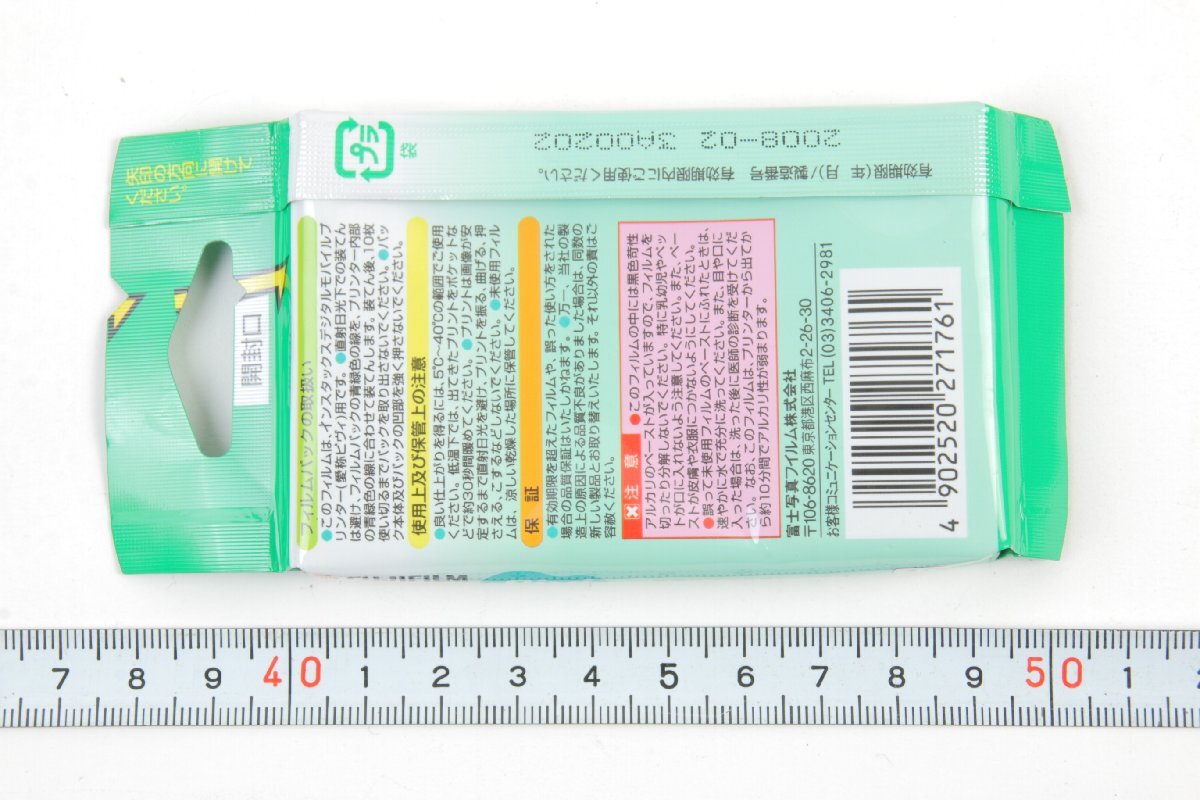 矢印の方向に開けて
ください。
開封口
プラ
袋
有効期限(年 月)/製造番号 有効期限内にご使用ください。
2008-02 3A00202
フィルムパックの取扱い
●このフィルムは、インスタックスデジタルモバイルプ
リンター(愛称ピヴィ)用です。●直射日光下での装てん
は避け、フィルムパックの青緑色の線を、プリンター内部
の青緑色の線に合わせて装てんします。装てん後、10枚
使い切るまでパックを取り出さないでください。●パッ
ク本体及びパックの凹部を強く押さないでください。
使用上及び保管上の注意
●良い仕上がりを得るには、5℃〜40℃の範囲でご使用
ください。低温下では、出てきたプリントをポケットな
どで約30秒間暖めてください。●プリントは画像が安
定するまで直射日光を避け、プリントを振る、曲げる、押
さえる、こするなどしないでください。●未使用フィル
ムは、涼しい乾燥した場所に保管してください。
保 証
●有効期限を超えたフィルムや、誤った使い方をされた
場合の品質保証はいたしかねます。●万一、当社の製
造上の原因による品質不良がありました場合は、同数の
新しい製品とお取り替えいたします。それ以外の責はご
容赦ください。
注 意
●このフィルムの中には黒色苛性
アルカリのペーストが入っていますので、フィルムを
切ったり分解しないでください。特に乳幼児やペッ
トが口に入れないよう注意してください。また、ペー
ストが皮膚や衣服につかないようにしてください。
●誤って未使用フィルムのペーストにふれたときは、
速やかに水で充分に洗ってください。また、目や口に
入った場合は、洗った後に医師の診断を受けてくだ
さい。なお、このフィルムは、プリンターから出てか
ら約10分間でアルカリ性が弱まります。
富士写真フイルム株式会社
〒106-8620 東京都港区西麻布2-26-30
お客様コミュニケーションセンター TEL (03)3406-2981
4 902520 271761
FUJIFILM
7 8 9 40 1 2 3 4 5 6 7 8 9 50 1 2